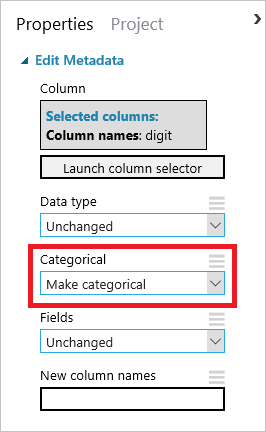 Properties Project
Edit Metadata
Column
Selected columns:
Column names: digit
Launch column selector
Data type
Unchanged
Categorical
Make categorical
Fields
Unchanged
New column names